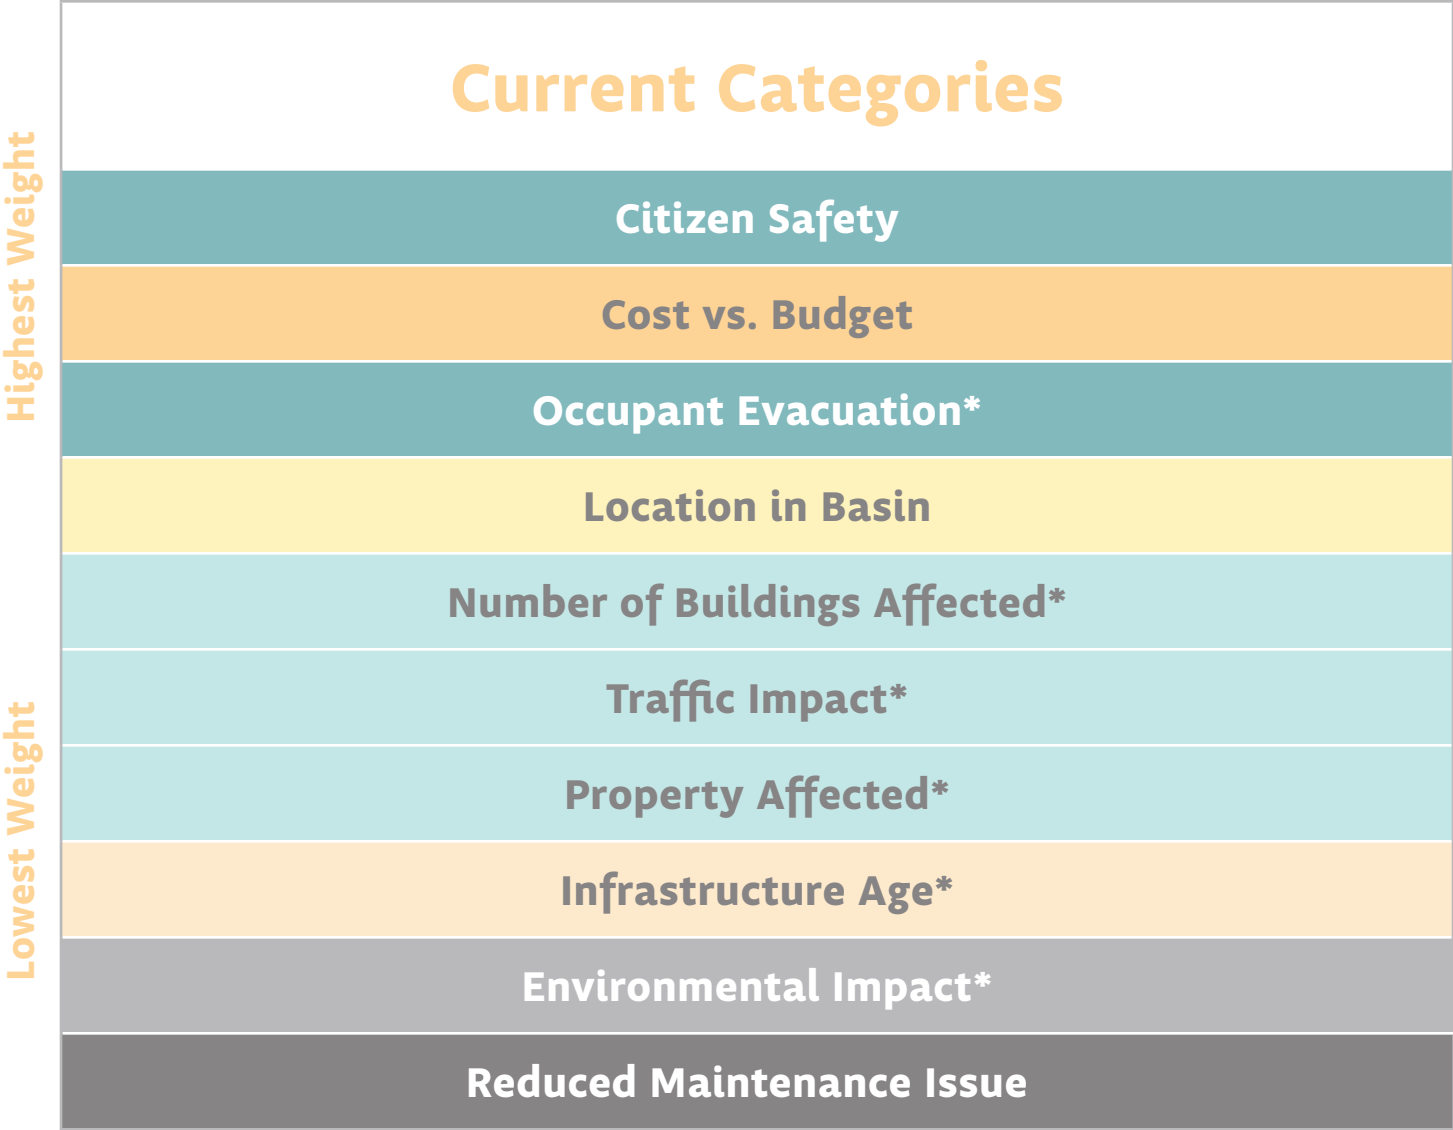 Current Categories
Highest Weight
Citizen Safety
Cost vs. Budget
Occupant Evacuation*
Location in Basin
Number of Buildings Affected*
Lowest Weight
Traffic Impact*
Property Affected*
Infrastructure Age*
Environmental Impact*
Reduced Maintenance Issue